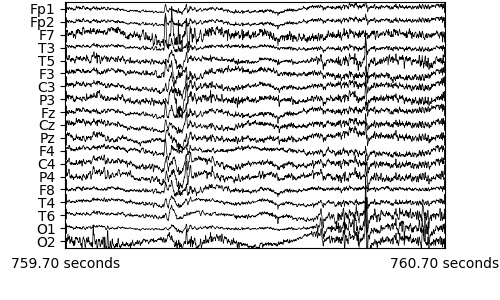 Fp1
Fp2
F7
T3
T5
F3
C3
P3
Fz
Cz
Pz
F4
C4
P4
F8
T4
T6
O1
O2
759.70 seconds 760.70 seconds